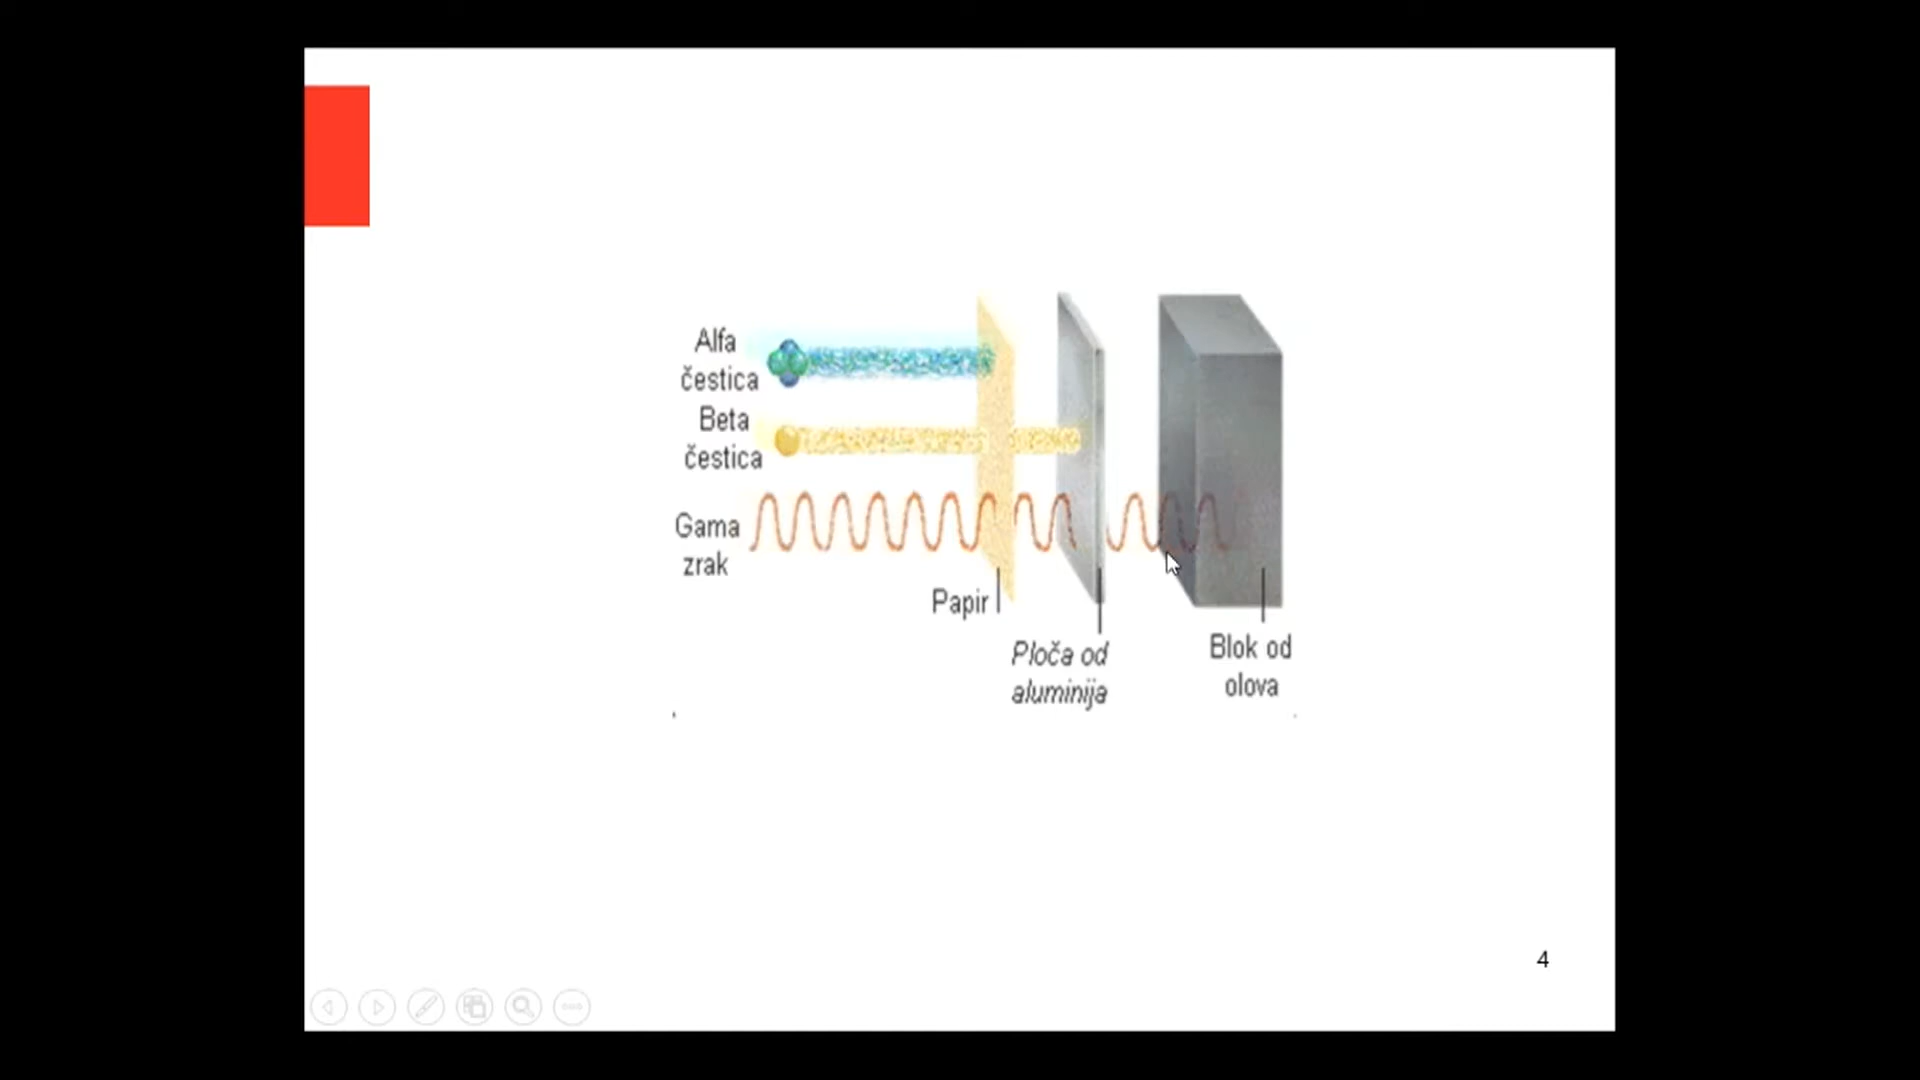 Alfa
čestica
Beta
čestica
Gama
zrak
Papir
Ploča od
aluminija
Blok od
olova
4